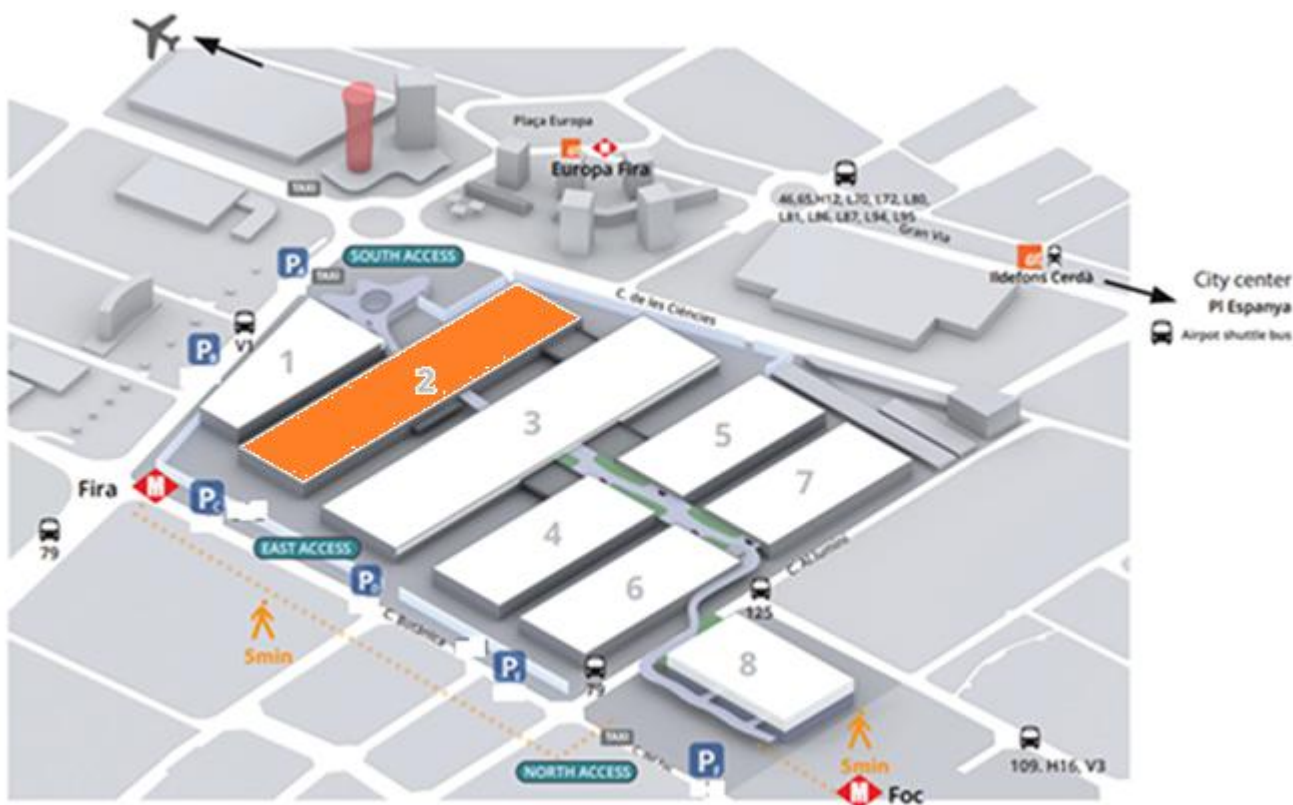 Plaça Europa
Europa Fira
TAXI
46,65,H12, L70, L72, L80,
L81, L86, L87, L94, L95
Gran Via
Ildefons Cerdà
City center
Pl Espanya
Airpot shuttle bus
P
SOUTH ACCESS
TAXI
C. de les Ciències
V1
P
1
2
3
5
7
4
6
8
Fira
M
P
79
EAST ACCESS
P
C. Botànica
5min
P
79
125
C. Alumini
TAXI
NORTH ACCESS
P
5min
M
Foc
109, H16, V3